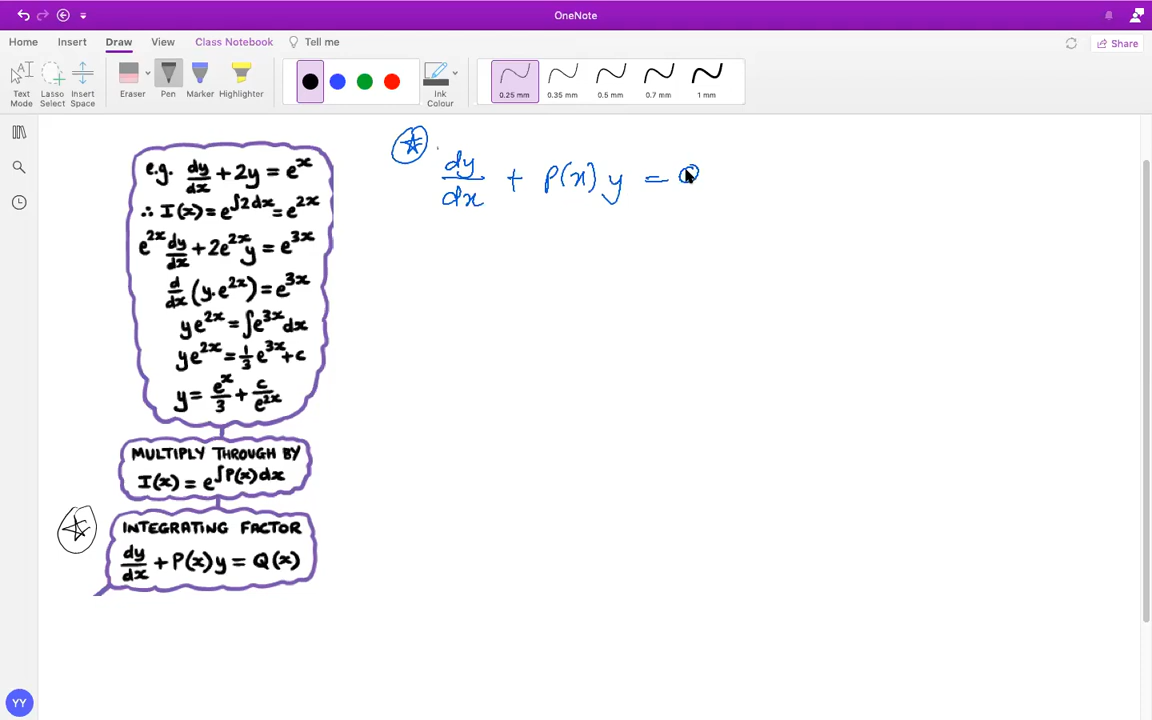 OneNote
Home Insert Draw View Class Notebook Tell me
Share
Text Mode
Lasso Select
Insert Space
Eraser
Pen
Marker
Highlighter
Ink Colour
0.25 mm 0.35 mm 0.5 mm 0.7 mm 1 mm
e.g. dy/dx + 2y = e^x
∴ I(x) = e^∫2dx = e^2x
e^2x dy/dx + 2e^2x y = e^3x
d/dx (y.e^2x) = e^3x
ye^2x = ∫e^3x dx
ye^2x = 1/3 e^3x + c
y = e^x/3 + c/e^2x
MULTIPLY THROUGH BY
I(x) = e^∫P(x)dx
INTEGRATING FACTOR
dy/dx + P(x)y = Q(x)
dy/dx + P(x) y =
YY